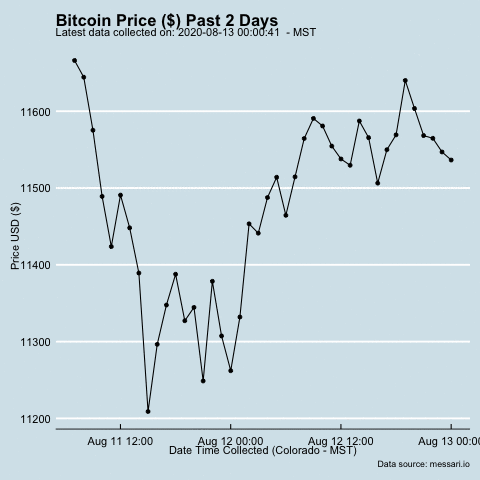 Bitcoin Price ($) Past 2 Days
Latest data collected on: 2020-08-13 00:00:41 - MST
11600
11500
11400
11300
11200
Price USD ($)
Aug 11 12:00 Aug 12 00:00 Aug 12 12:00 Aug 13 00:00
Date Time Collected (Colorado - MST)
Data source: messari.io